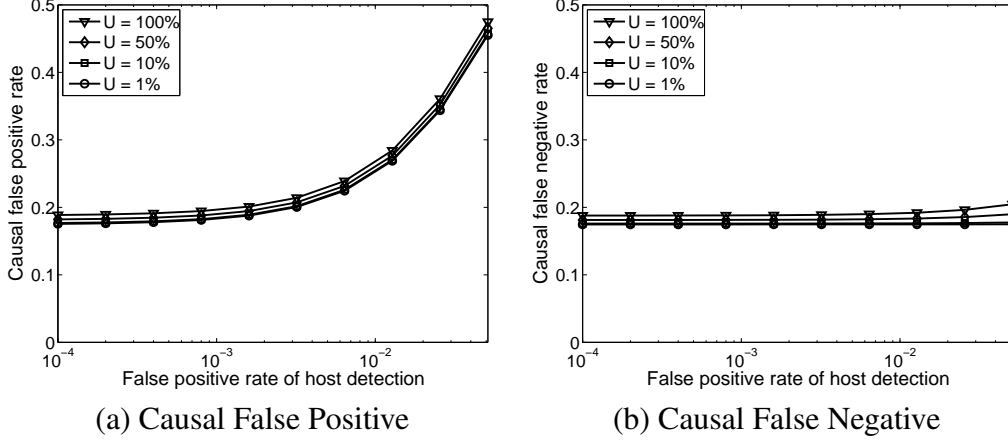 U = 100%
U = 50%
U = 10%
U = 1%
Causal false positive rate
0.5
0.4
0.3
0.2
0.1
0
10−4
10−3
10−2
False positive rate of host detection
(a) Causal False Positive
U = 100%
U = 50%
U = 10%
U = 1%
Causal false negative rate
0.5
0.4
0.3
0.2
0.1
0
10−4
10−3
10−2
False positive rate of host detection
(b) Causal False Negative